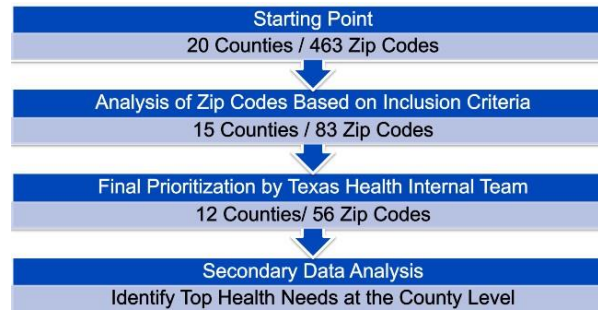 Starting Point
20 Counties / 463 Zip Codes
Analysis of Zip Codes Based on Inclusion Criteria
15 Counties / 83 Zip Codes
Final Prioritization by Texas Health Internal Team
12 Counties/ 56 Zip Codes
Secondary Data Analysis
Identify Top Health Needs at the County Level